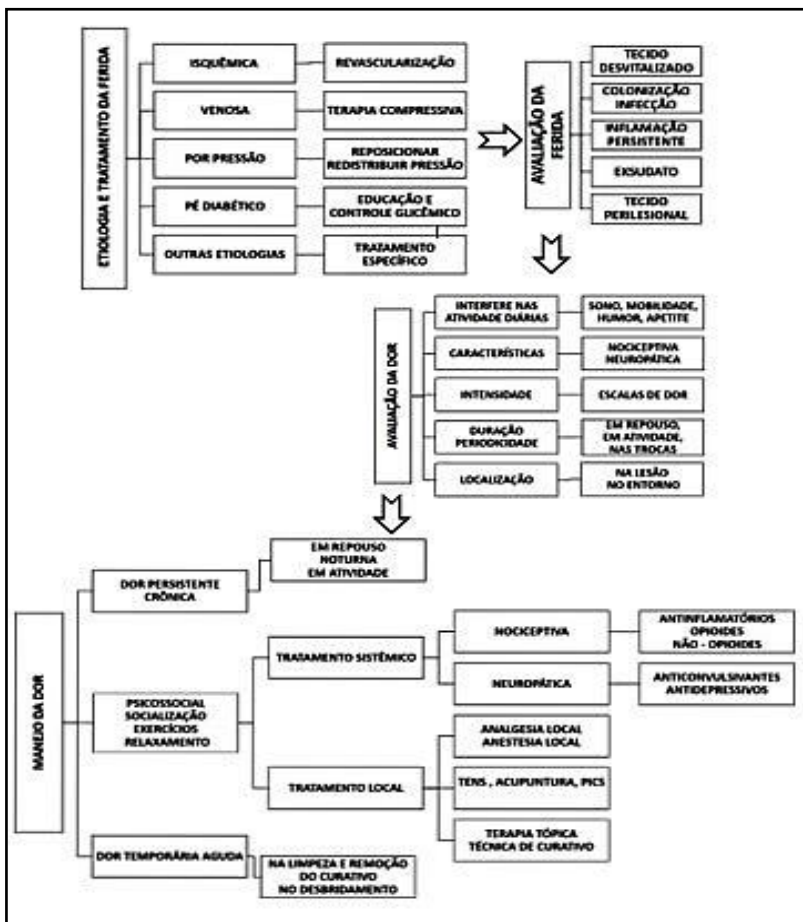 ETIOLOGIA E TRATAMENTO DA FERIDA
ISQUÊMICA
REVASCULARIZAÇÃO
VENOSA
TERAPIA COMPRESSIVA
POR PRESSÃO
REPOSICIONAR
REDISTRIBUIR PRESSÃO
PÉ DIABÉTICO
EDUCAÇÃO E
CONTROLE GLICÊMICO
OUTRAS ETIOLOGIAS
TRATAMENTO
ESPECÍFICO
AVALIAÇÃO DA
FERIDA
TECIDO
DESVITALIZADO
COLONIZAÇÃO
INFECÇÃO
INFLAMAÇÃO
PERSISTENTE
EXSUDATO
TECIDO
PERILESIONAL
AVALIAÇÃO DA DOR
INTERFERE NAS
ATIVIDADE DIÁRIAS
SONO, MOBILIDADE,
HUMOR, APETITE
CARACTERÍSTICAS
NOCICEPTIVA
NEUROPÁTICA
INTENSIDADE
ESCALAS DE DOR
DURAÇÃO
PERIODICIDADE
EM REPOUSO,
EM ATIVIDADE,
NAS TROCAS
LOCALIZAÇÃO
NA LESÃO
NO ENTORNO
MANEJO DA DOR
DOR PERSISTENTE
CRÔNICA
EM REPOUSO
NOTURNA
EM ATIVIDADE
PSICOSSOCIAL
SOCIALIZAÇÃO
EXERCÍCIOS
RELAXAMENTO
TRATAMENTO SISTÊMICO
NOCICEPTIVA
ANTINFLAMATÓRIOS
OPIOIDES
NÃO - OPIOIDES
NEUROPÁTICA
ANTICONVULSIVANTES
ANTIDEPRESSIVOS
TRATAMENTO LOCAL
ANALGESIA LOCAL
ANESTESIA LOCAL
TENS , ACUPUNTURA, PICS
TERAPIA TÓPICA
TÉCNICA DE CURATIVO
DOR TEMPORÁRIA AGUDA
NA LIMPEZA E REMOÇÃO
DO CURATIVO
NO DESBRIDAMENTO